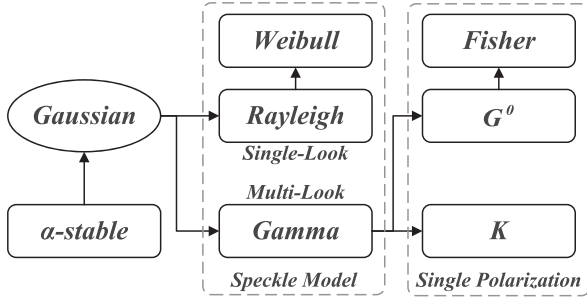 Weibull
Fisher
Gaussian
Rayleigh
G⁰
Single-Look
Multi-Look
α-stable
Gamma
K
Speckle Model
Single Polarization